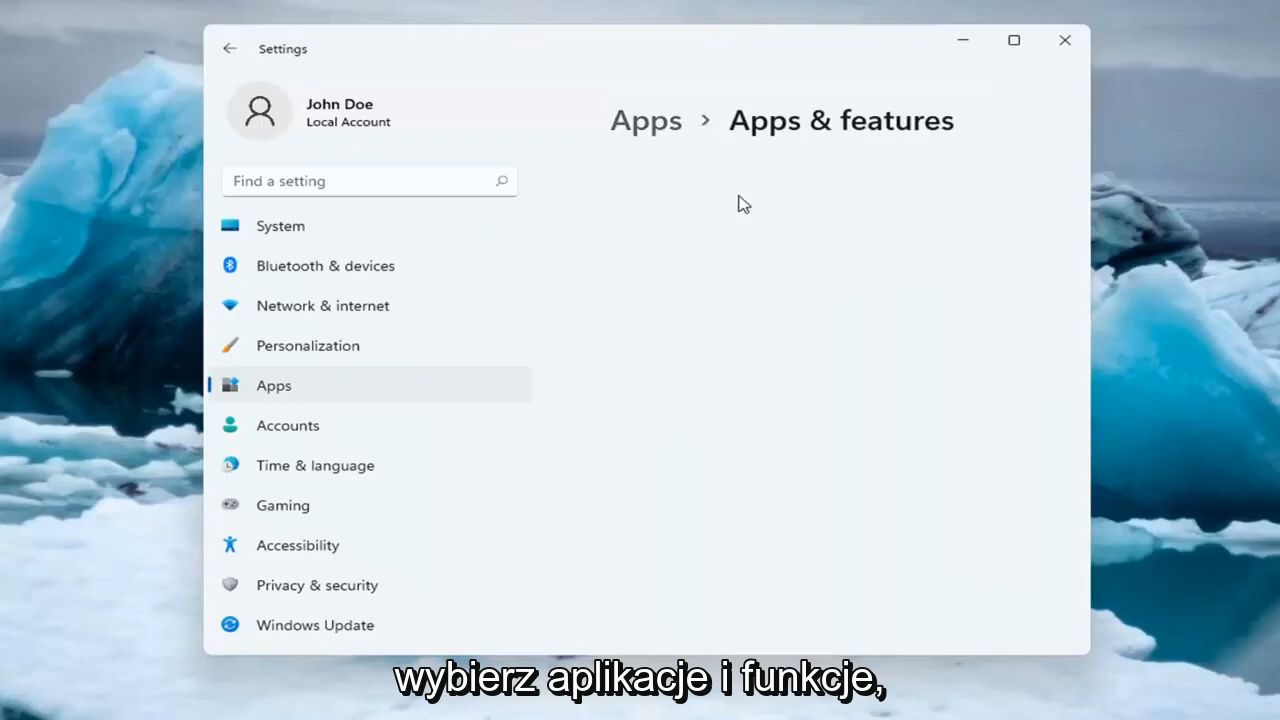 Settings
John Doe
Local Account
Find a setting
System
Bluetooth & devices
Network & internet
Personalization
Apps
Accounts
Time & language
Gaming
Accessibility
Privacy & security
Windows Update
Apps > Apps & features
wybierz aplikacje i funkcje,